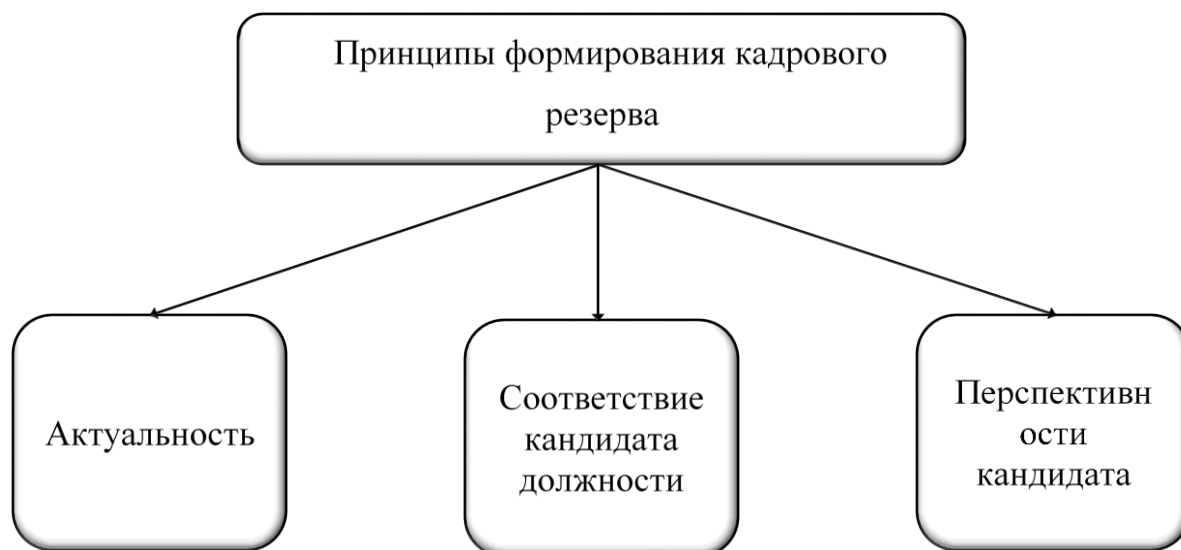 Принципы формирования кадрового
резерва
Актуальность
Соответствие
кандидата
должности
Перспективн
ости
кандидата